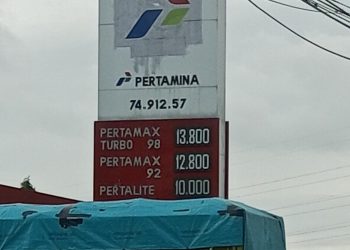 PERTAMINA
74.912.57
PERTAMAX
TURBO 98 13.800
PERTAMAX
92 12.800
PERTALITE 10.000